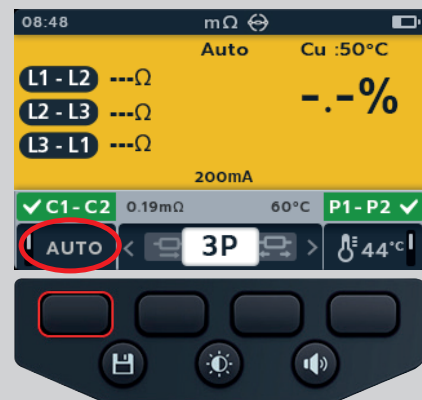 08:48 mΩ
Auto Cu :50°C
L1 - L2 ---Ω
-.-%
L2 - L3 ---Ω
L3 - L1 ---Ω
200mA
✓ C1- C2 0.19mΩ 60°C P1- P2 ✓
AUTO < 3P > 44°C